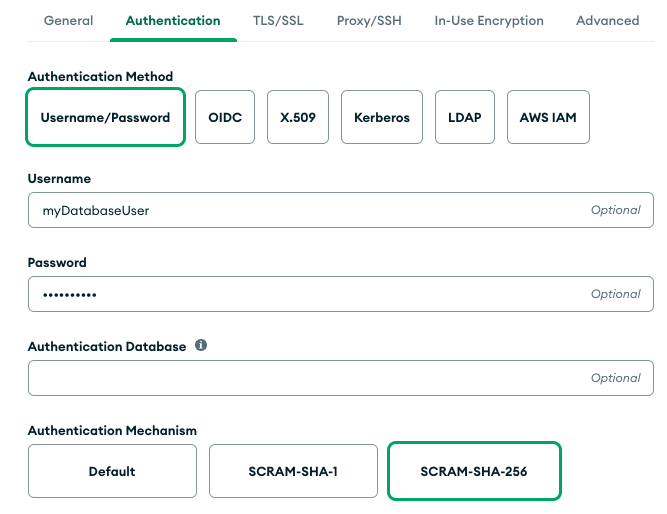 General Authentication TLS/SSL Proxy/SSH In-Use Encryption Advanced
Authentication Method
Username/Password OIDC X.509 Kerberos LDAP AWS IAM
Username
myDatabaseUser Optional
Password
•••••••••• Optional
Authentication Database
Optional
Authentication Mechanism
Default SCRAM-SHA-1 SCRAM-SHA-256